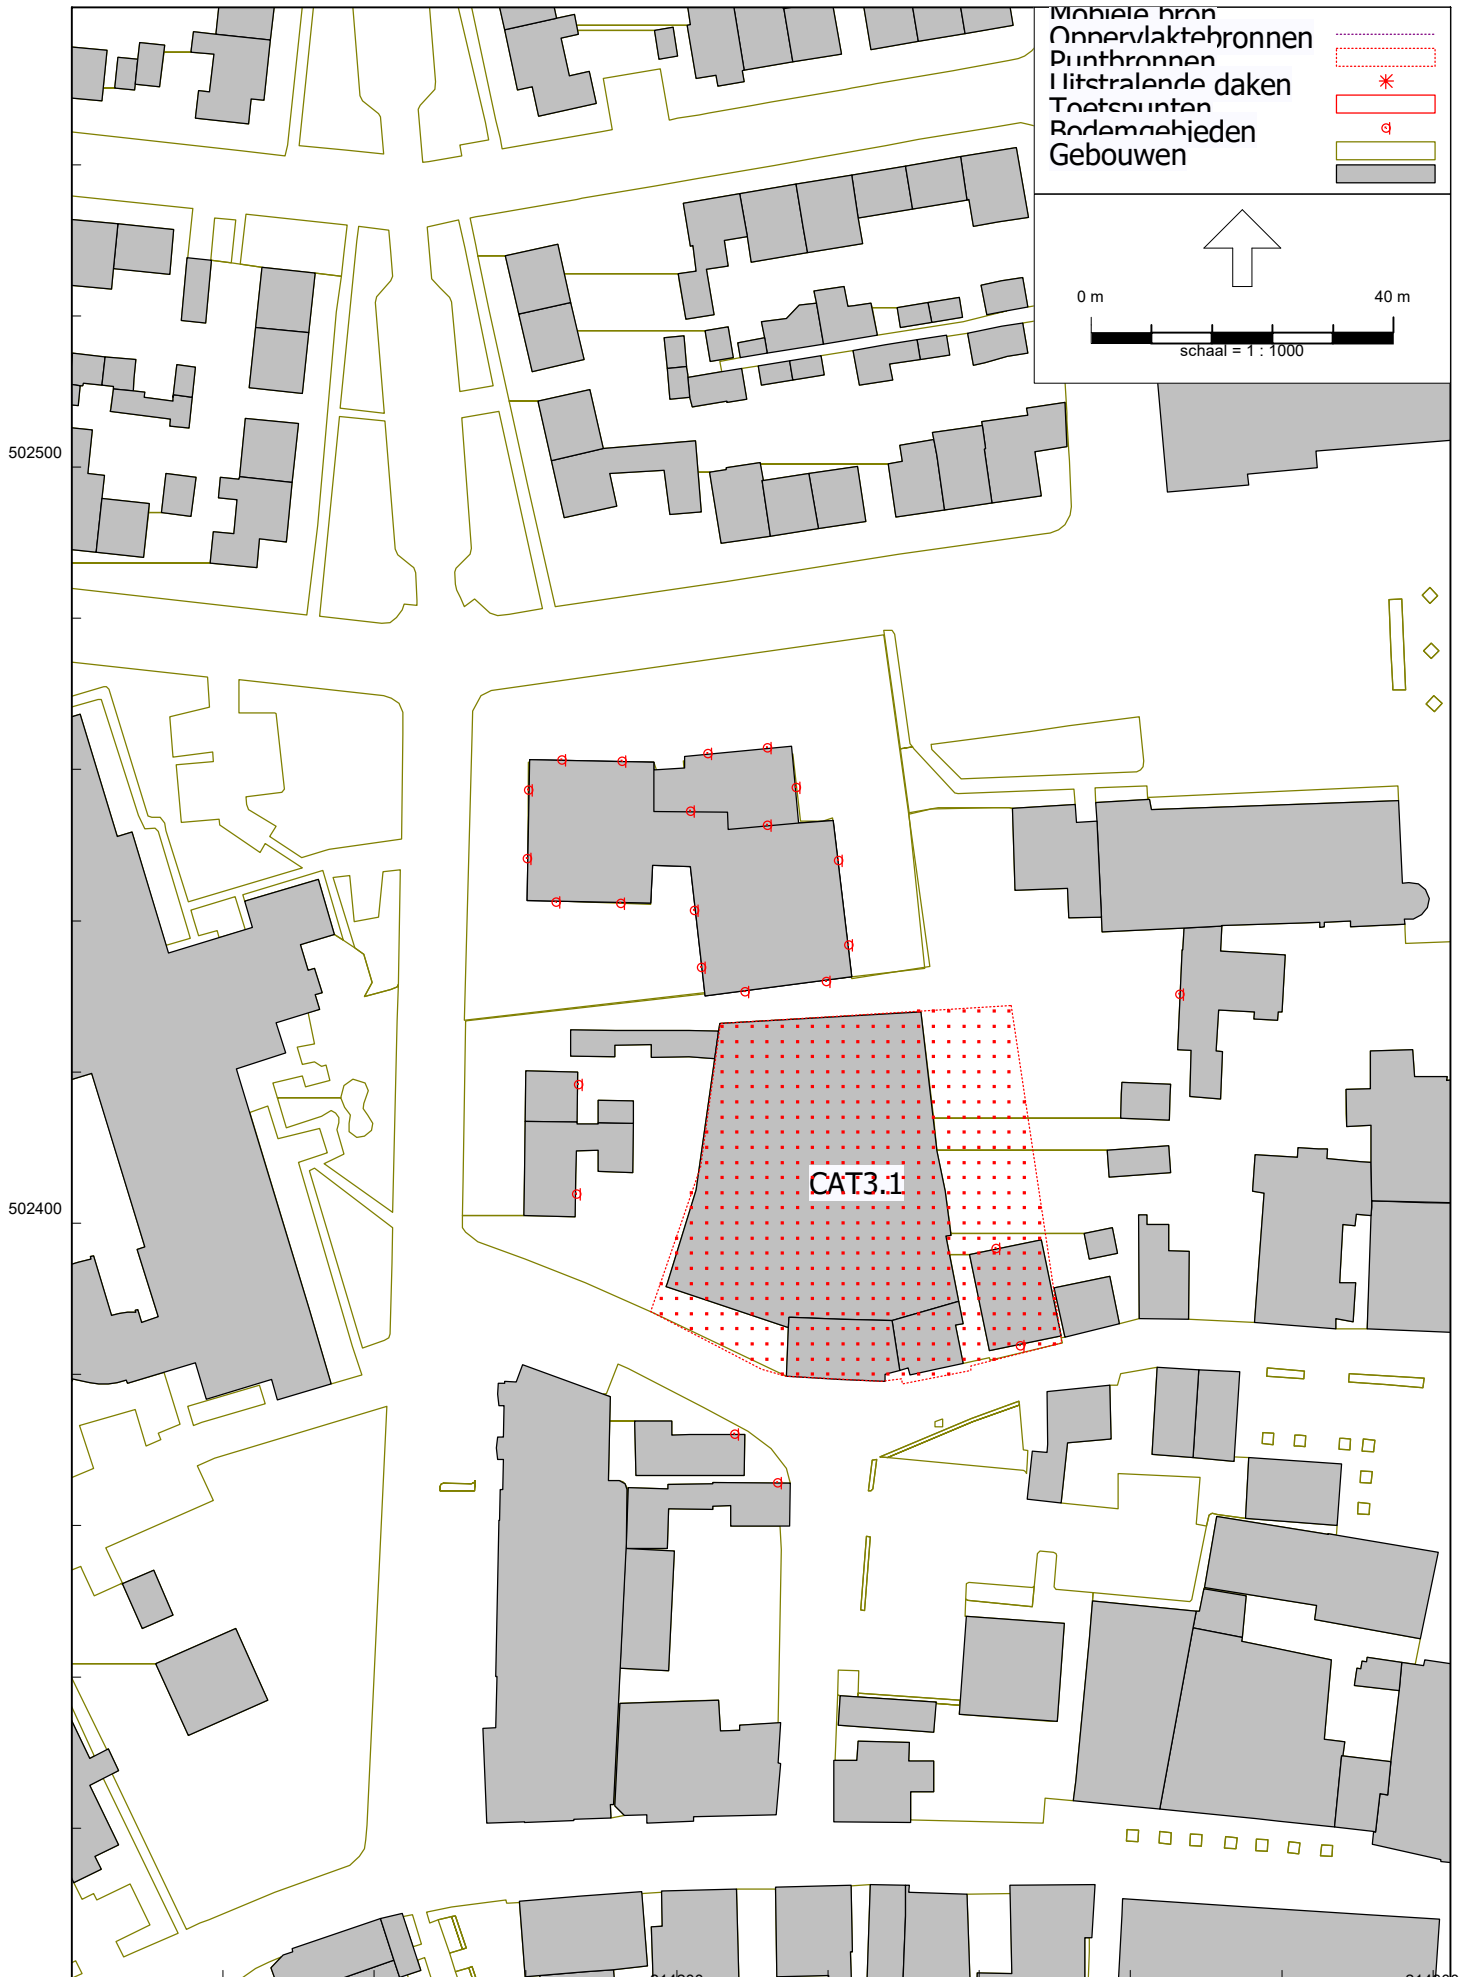 Mobiele bron
Oppervlaktebronnen
Puntbronnen
Uitstralende daken
Toetspunten
Bodemgebieden
Gebouwen
0 m 40 m
schaal = 1 : 1000
502500
CAT3.1
502400